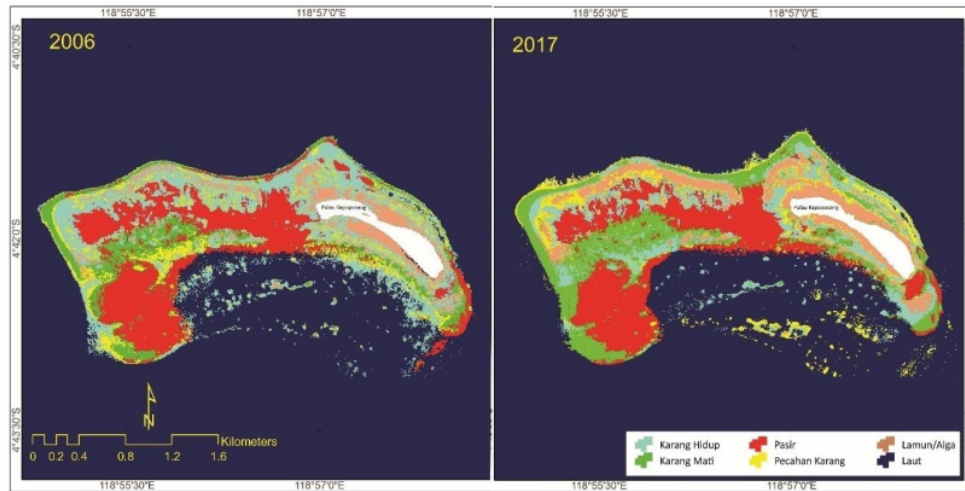 118°55'30"E 118°57'0"E 118°55'30"E 118°57'0"E
2006
2017
4°40'30"S
4°42'0"S
4°43'30"S
Pulau Kapoposang
Pulau Kapoposang
N
Kilometers
0 0.2 0.4 0.8 1.2 1.6
Karang Hidup
Pasir
Lamun/Alga
Karang Mati
Pecahan Karang
Laut
118°55'30"E 118°57'0"E 118°55'30"E 118°57'0"E